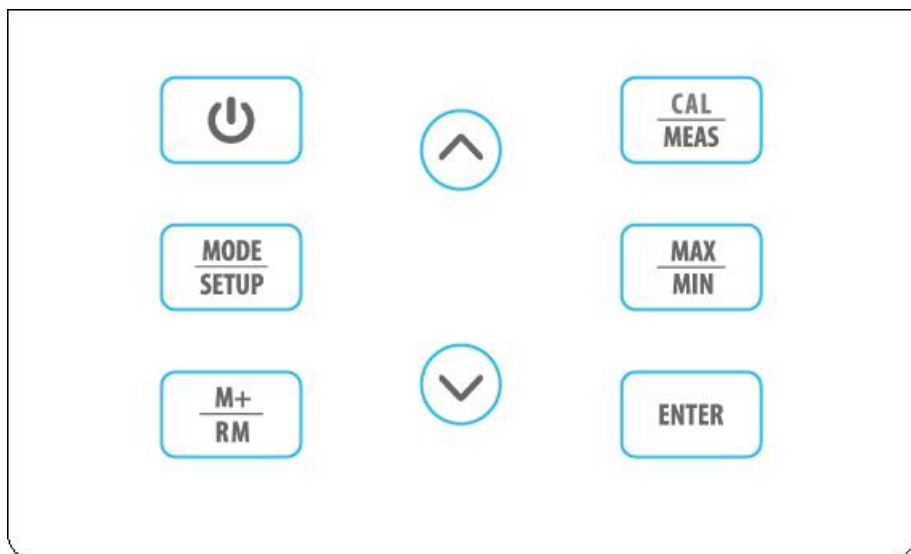 CAL
MEAS
MODE
SETUP
MAX
MIN
M+
RM
ENTER